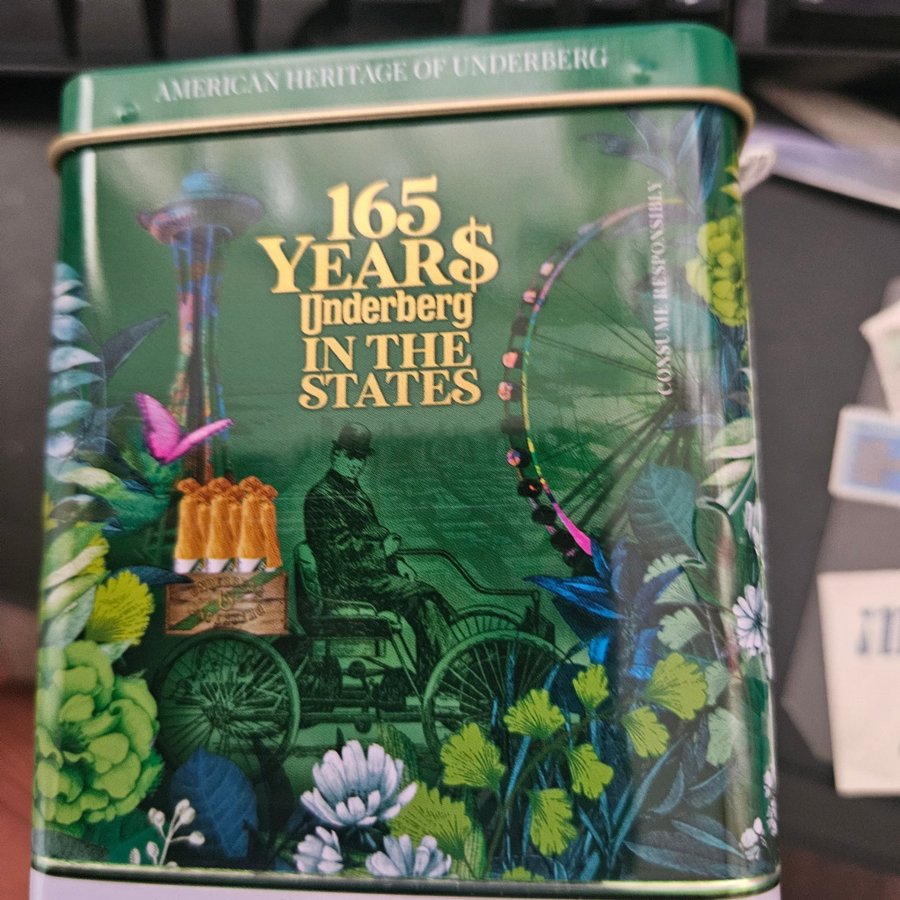 AMERICAN HERITAGE OF UNDERBERG
165
YEAR$
Underberg
IN THE
STATES
CONSUME RESPONSIBLY